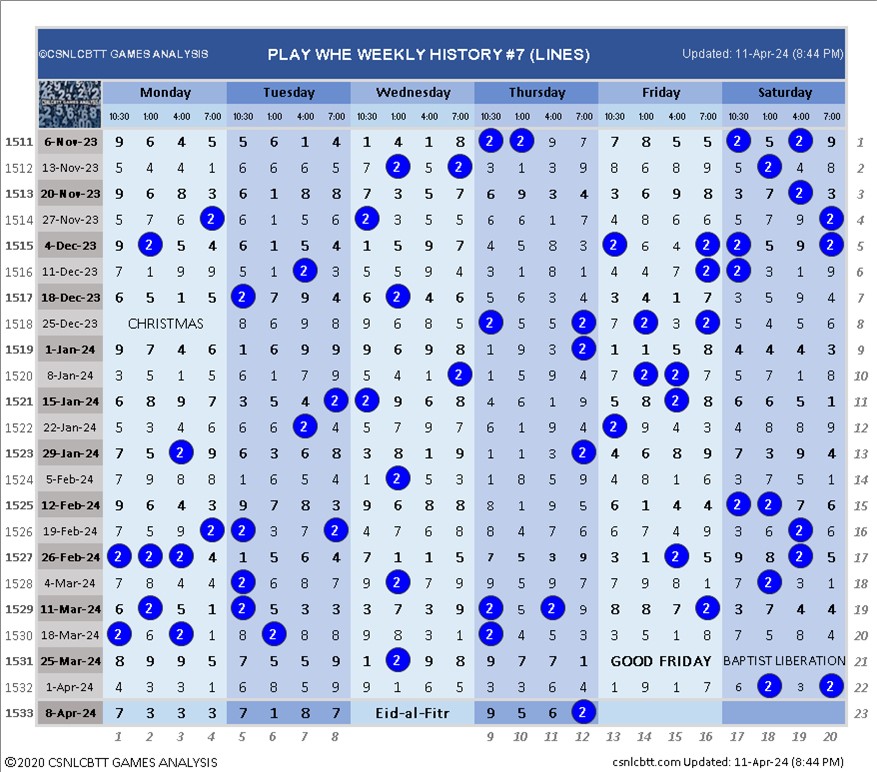 ©CSNLCBTT GAMES ANALYSIS PLAY WHE WEEKLY HISTORY #7 (LINES) Updated: 11-Apr-24 (8:44 PM)
Monday Tuesday Wednesday Thursday Friday Saturday
10:30 1:00 4:00 7:00 10:30 1:00 4:00 7:00 10:30 1:00 4:00 7:00 10:30 1:00 4:00 7:00 10:30 1:00 4:00 7:00 10:30 1:00 4:00 7:00
1511 6-Nov-23 9 6 4 5 5 6 1 4 1 4 1 8 2 2 9 7 7 8 5 5 2 5 2 9 1
1512 13-Nov-23 5 4 4 1 6 6 6 5 7 2 5 2 3 1 3 9 8 6 8 9 5 2 4 4 2
1513 20-Nov-23 9 6 8 3 6 1 8 8 7 3 5 7 6 9 3 4 3 6 9 8 3 7 2 3 3
1514 27-Nov-23 5 7 6 2 6 1 5 6 2 3 5 5 6 6 1 7 4 8 6 6 5 7 7 2 4
1515 4-Dec-23 9 2 5 4 6 1 5 4 1 5 9 7 4 5 8 3 2 6 4 2 2 5 9 2 5
1516 11-Dec-23 7 1 9 9 5 1 2 3 5 5 9 4 3 1 8 1 4 4 7 2 2 3 1 9 6
1517 18-Dec-23 6 5 1 5 2 7 9 4 6 2 4 6 5 6 3 4 3 4 1 7 3 5 9 4 7
1518 25-Dec-23 CHRISTMAS 8 6 9 8 9 6 8 5 2 5 7 2 7 2 3 2 5 4 5 6 8
1519 1-Jan-24 9 7 4 6 1 6 9 9 9 6 9 8 1 9 3 2 1 1 5 8 4 4 4 3 9
1520 8-Jan-24 3 5 1 5 6 1 7 9 5 4 1 2 1 5 9 4 7 2 2 7 5 7 1 8 10
1521 15-Jan-24 6 8 9 7 3 5 4 2 2 9 6 8 4 6 1 9 5 8 2 8 6 6 5 1 11
1522 22-Jan-24 5 3 4 6 6 6 2 4 5 7 9 7 6 1 9 4 2 9 4 3 4 8 8 9 12
1523 29-Jan-24 7 5 2 9 6 3 6 8 3 8 1 9 1 1 3 2 4 6 8 9 7 3 9 4 13
1524 5-Feb-24 7 9 8 8 1 6 5 4 1 2 5 3 1 8 5 9 4 8 1 6 3 7 5 1 14
1525 12-Feb-24 9 6 4 3 9 7 8 3 9 6 8 8 3 1 9 5 6 1 4 4 2 2 7 6 15
1526 19-Feb-24 7 5 9 2 2 3 7 2 4 7 6 8 8 4 7 6 6 7 4 9 3 6 2 6 16
1527 26-Feb-24 2 2 2 4 1 5 6 4 7 1 1 5 7 5 3 9 3 1 2 5 9 8 2 5 17
1528 4-Mar-24 7 8 4 4 2 6 8 7 9 2 7 9 9 5 9 7 7 9 8 1 7 2 3 1 18
1529 11-Mar-24 6 2 5 1 2 5 3 3 3 7 3 9 2 5 2 9 8 8 7 2 3 7 4 4 19
1530 18-Mar-24 2 6 2 1 8 2 8 8 9 8 3 1 2 4 5 3 3 5 1 8 7 5 8 4 20
1531 25-Mar-24 8 9 9 5 7 5 5 9 1 2 9 8 9 7 7 1 GOOD FRIDAY BAPTIST LIBERATION 21
1532 1-Apr-24 4 3 3 1 6 8 5 9 9 1 6 5 3 3 6 4 1 9 1 7 6 2 3 2 22
1533 8-Apr-24 7 3 3 3 7 1 8 7 Eid-al-Fitr 9 5 6 2 23
1 2 3 4 5 6 7 8 9 10 11 12 13 14 15 16 17 18 19 20
©2020 CSNLCBTT GAMES ANALYSIS csnlcbtt.com Updated: 11-Apr-24 (8:44 PM)